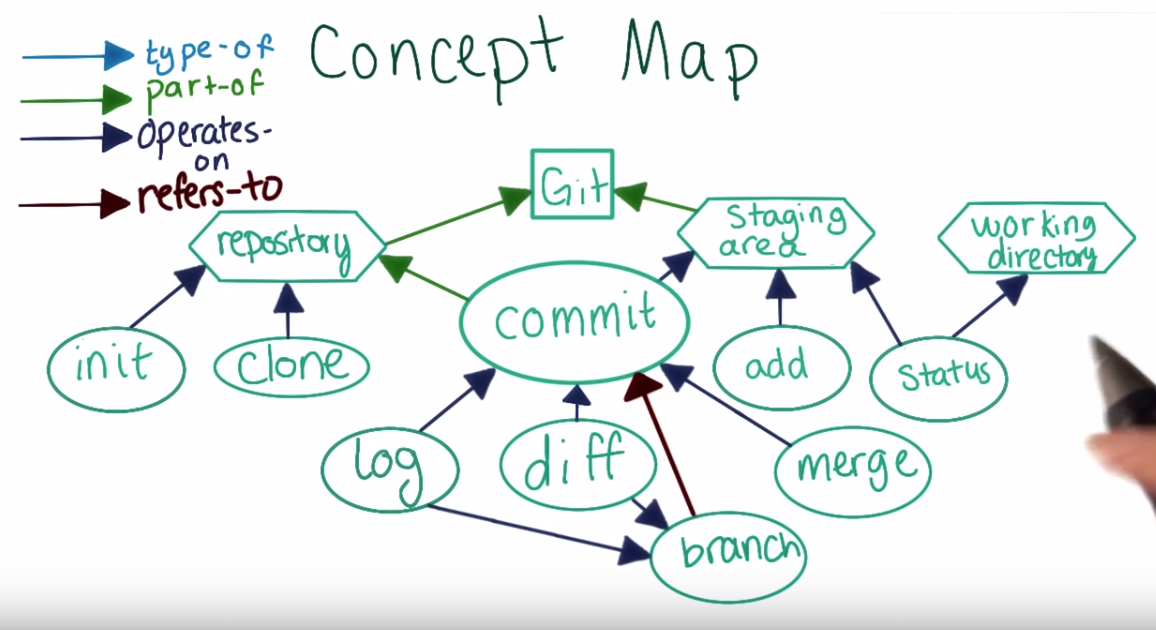 type-of
Concept Map
part-of
operates-
on
refers-to
Git
repository
Staging
area
working
directory
commit
init
clone
add
status
log
diff
merge
branch